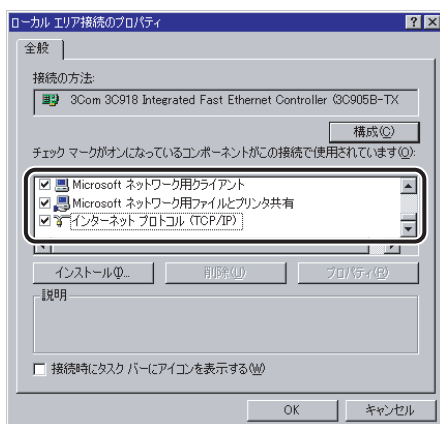 ローカル エリア接続のプロパティ
全般
接続の方法:
3Com 3C918 Integrated Fast Ethernet Controller (3C905B-TX
構成(C)
チェック マークがオンになっているコンポーネントがこの接続で使用されています(O):
Microsoft ネットワーク用クライアント
Microsoft ネットワーク用ファイルとプリンタ共有
インターネット プロトコル (TCP/IP)
インストール(I)...
削除(U)
プロパティ(R)
説明
接続時にタスク バーにアイコンを表示する(W)
OK
キャンセル